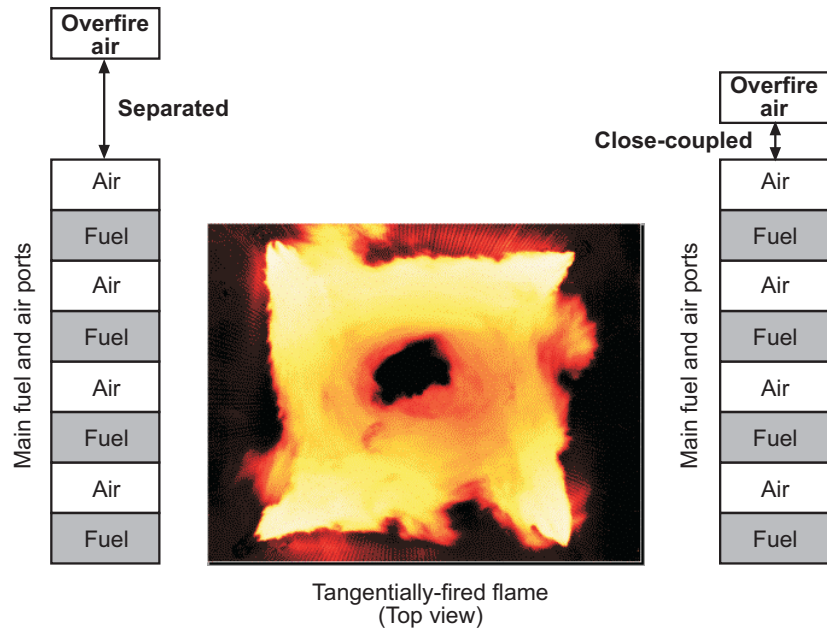 Overfire
air
Separated
Air
Fuel
Air
Fuel
Air
Fuel
Air
Fuel
Main fuel and air ports
Tangentially-fired flame
(Top view)
Overfire
air
Close-coupled
Air
Fuel
Air
Fuel
Air
Fuel
Air
Fuel
Main fuel and air ports